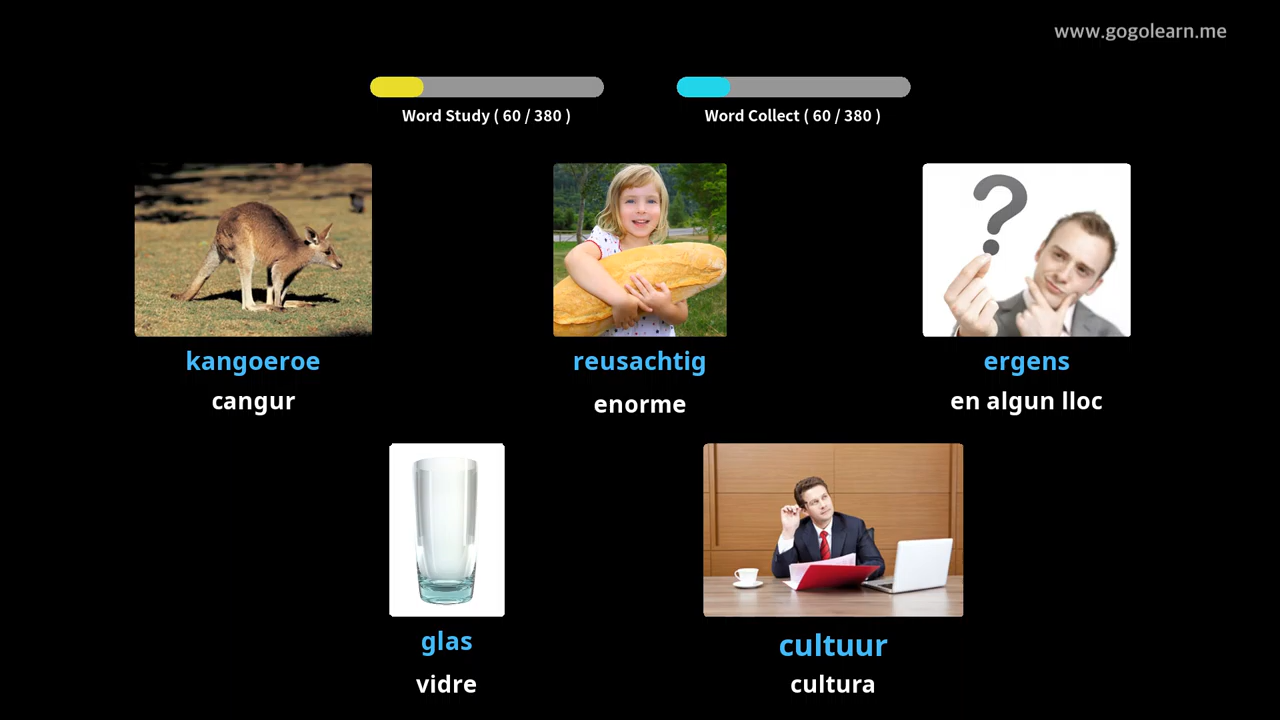 www.gogolearn.me
Word Study ( 60 / 380 )
Word Collect ( 60 / 380 )
kangoeroe
cangur
reusachtig
enorme
ergens
en algun lloc
glas
vidre
cultuur
cultura